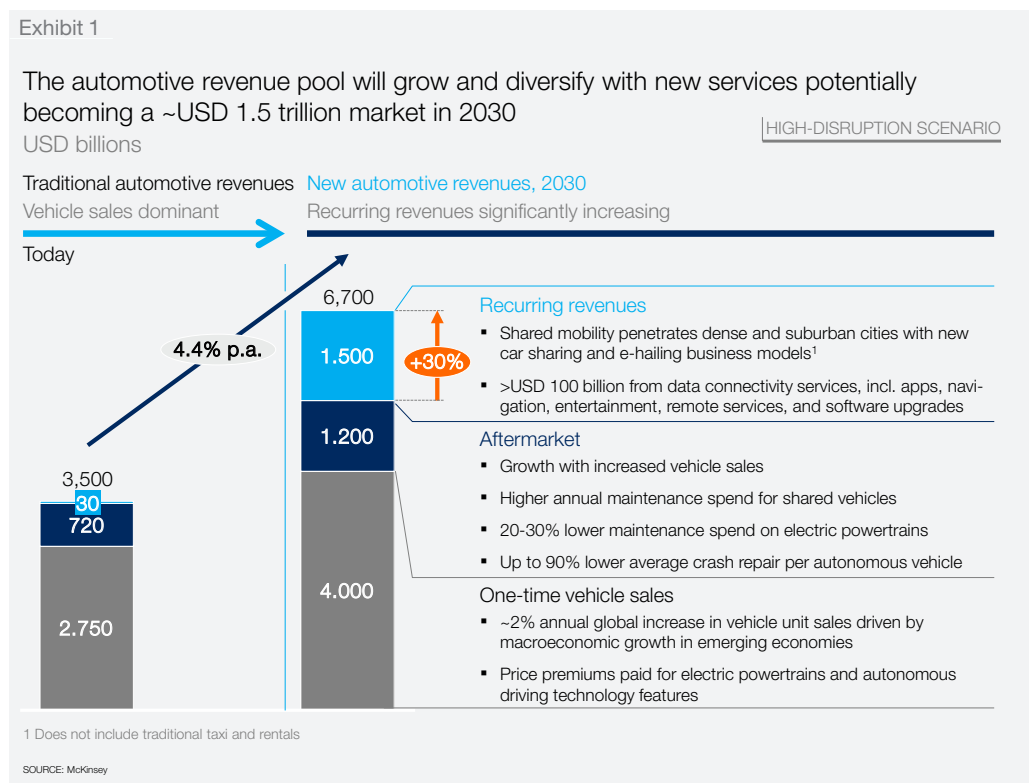 Exhibit 1
The automotive revenue pool will grow and diversify with new services potentially
becoming a ~USD 1.5 trillion market in 2030
USD billions
HIGH-DISRUPTION SCENARIO
Traditional automotive revenues
Vehicle sales dominant
New automotive revenues, 2030
Recurring revenues significantly increasing
Today
4.4% p.a.
3,500
30
720
2.750
6,700
1.500
1.200
4.000
+30%
Recurring revenues
▪ Shared mobility penetrates dense and suburban cities with new
car sharing and e-hailing business models¹
▪ >USD 100 billion from data connectivity services, incl. apps, navi-
gation, entertainment, remote services, and software upgrades
Aftermarket
▪ Growth with increased vehicle sales
▪ Higher annual maintenance spend for shared vehicles
▪ 20-30% lower maintenance spend on electric powertrains
▪ Up to 90% lower average crash repair per autonomous vehicle
One-time vehicle sales
▪ ~2% annual global increase in vehicle unit sales driven by
macroeconomic growth in emerging economies
▪ Price premiums paid for electric powertrains and autonomous
driving technology features
1 Does not include traditional taxi and rentals
SOURCE: McKinsey